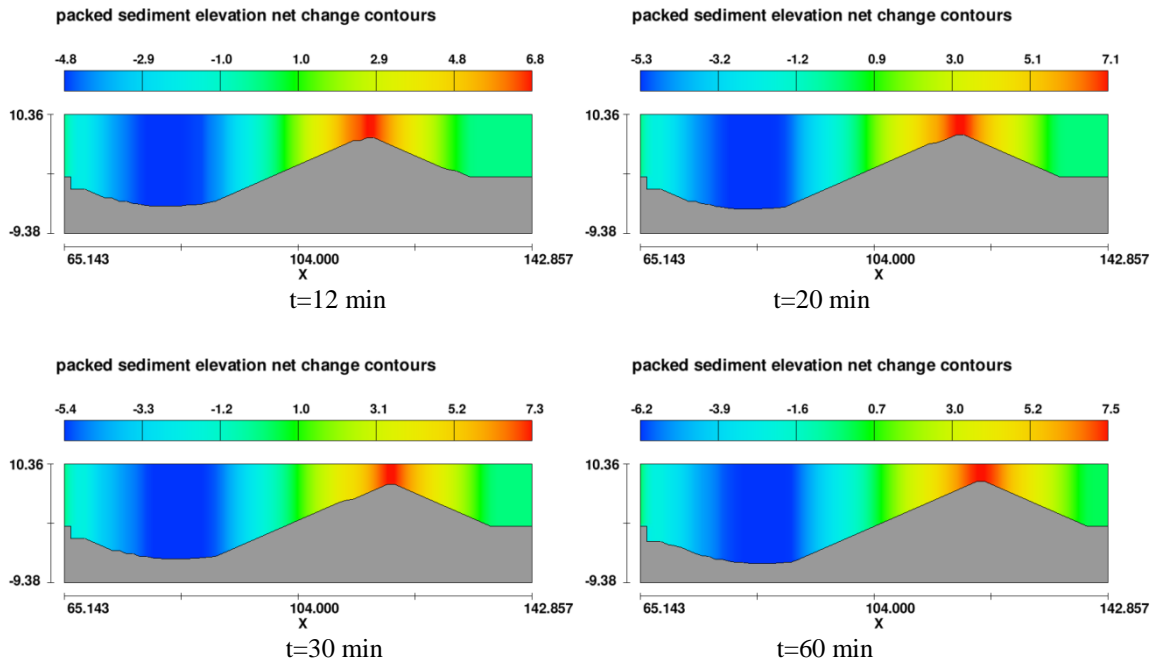 packed sediment elevation net change contours
-4.8 -2.9 -1.0 1.0 2.9 4.8 6.8
10.36
-9.38
65.143 104.000 142.857
X
t=12 min
packed sediment elevation net change contours
-5.3 -3.2 -1.2 0.9 3.0 5.1 7.1
10.36
-9.38
65.143 104.000 142.857
X
t=20 min
packed sediment elevation net change contours
-5.4 -3.3 -1.2 1.0 3.1 5.2 7.3
10.36
-9.38
65.143 104.000 142.857
X
t=30 min
packed sediment elevation net change contours
-6.2 -3.9 -1.6 0.7 3.0 5.2 7.5
10.36
-9.38
65.143 104.000 142.857
X
t=60 min